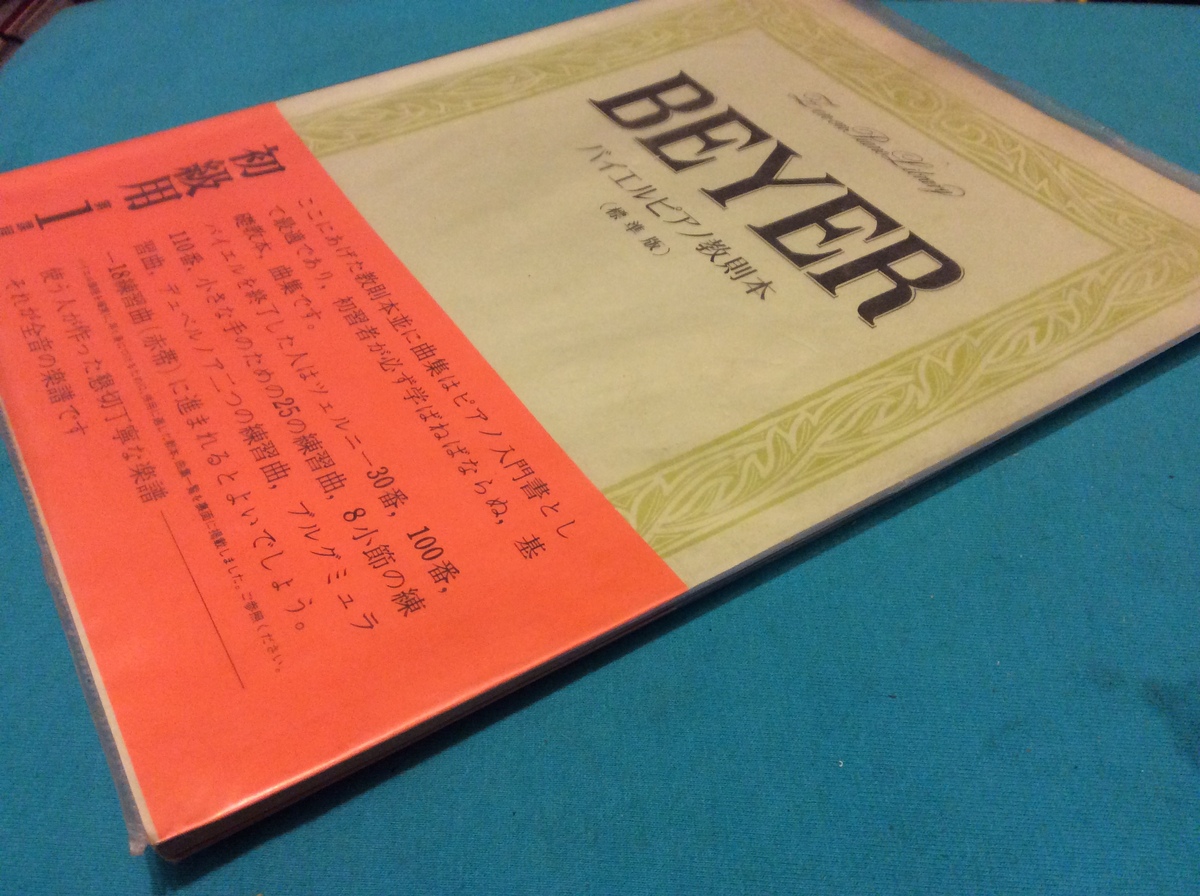 Zen-on Piano Library
BEYER
バイエルピアノ教則本
(標準版)
初級用
第1課程
ここにあげた教則本並に曲集はピアノ入門書とし
て最適であり,初習者が必ず学ばねばならぬ,基
礎教本,曲集です。
バイエルを終了した人はツェルニー30番,100番,
110番,小さな手のための25の練習曲,8小節の練
習曲,デュベルノア二つの練習曲,ブルグミュラ
ー18練習曲(赤帯)に進まれるとよいでしょう。
使う人が作った懇切丁寧な楽譜,
それが全音の楽譜です